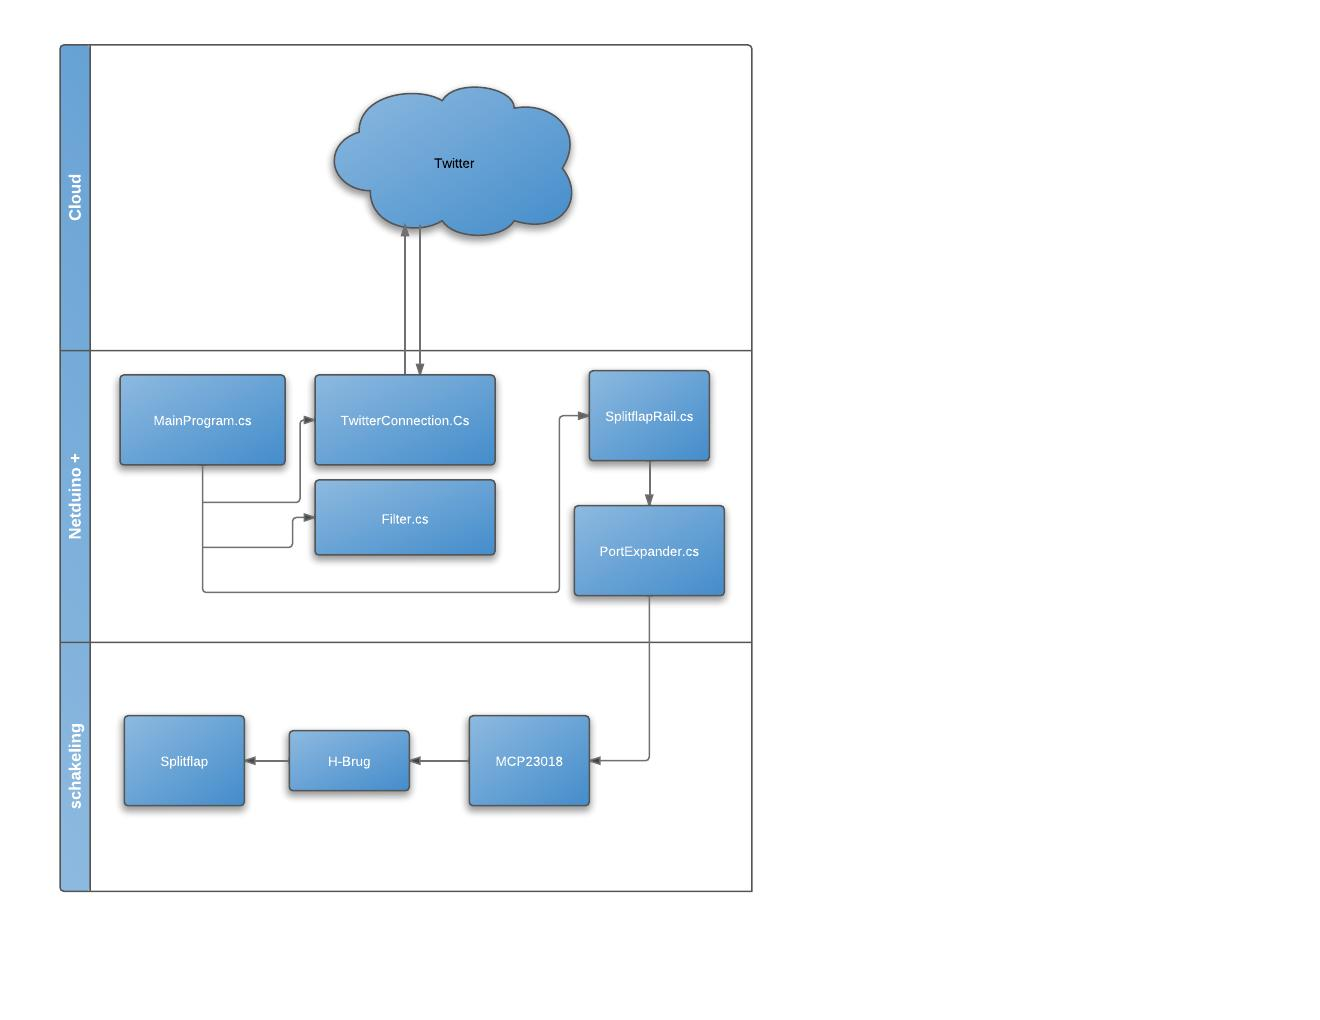 Cloud
Twitter
Netduino +
MainProgram.cs
TwitterConnection.Cs
SplitflapRail.cs
Filter.cs
PortExpander.cs
schakeling
Splitflap
H-Brug
MCP23018